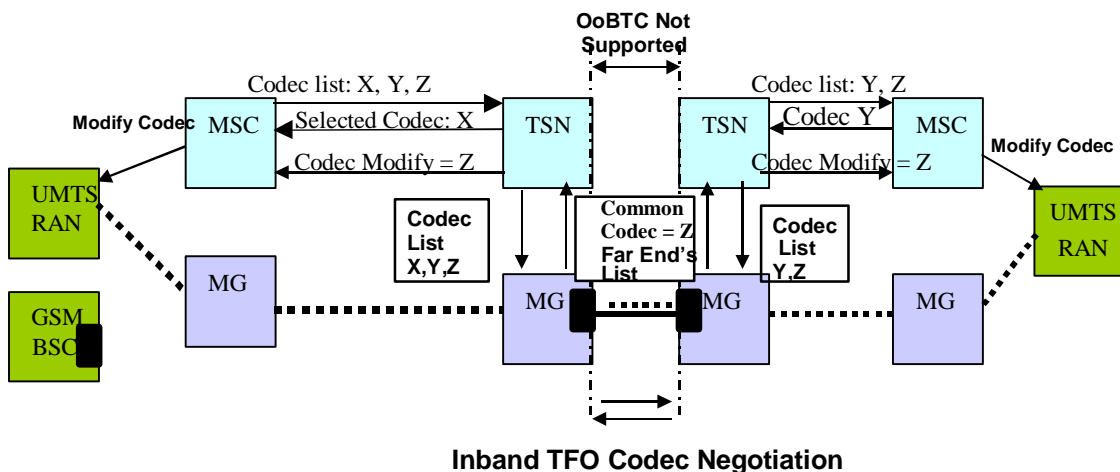 OoBTC Not
Supported
Codec list: X, Y, Z
Codec list: Y, Z
Modify Codec
MSC
Selected Codec: X
TSN
TSN
Codec Y
MSC
Modify Codec
Codec Modify = Z
Codec Modify = Z
UMTS
RAN
UMTS
RAN
Codec
List
X,Y,Z
Common
Codec = Z
Far End's
List
Codec
List
Y,Z
MG
MG
MG
MG
GSM
BSC
Inband TFO Codec Negotiation